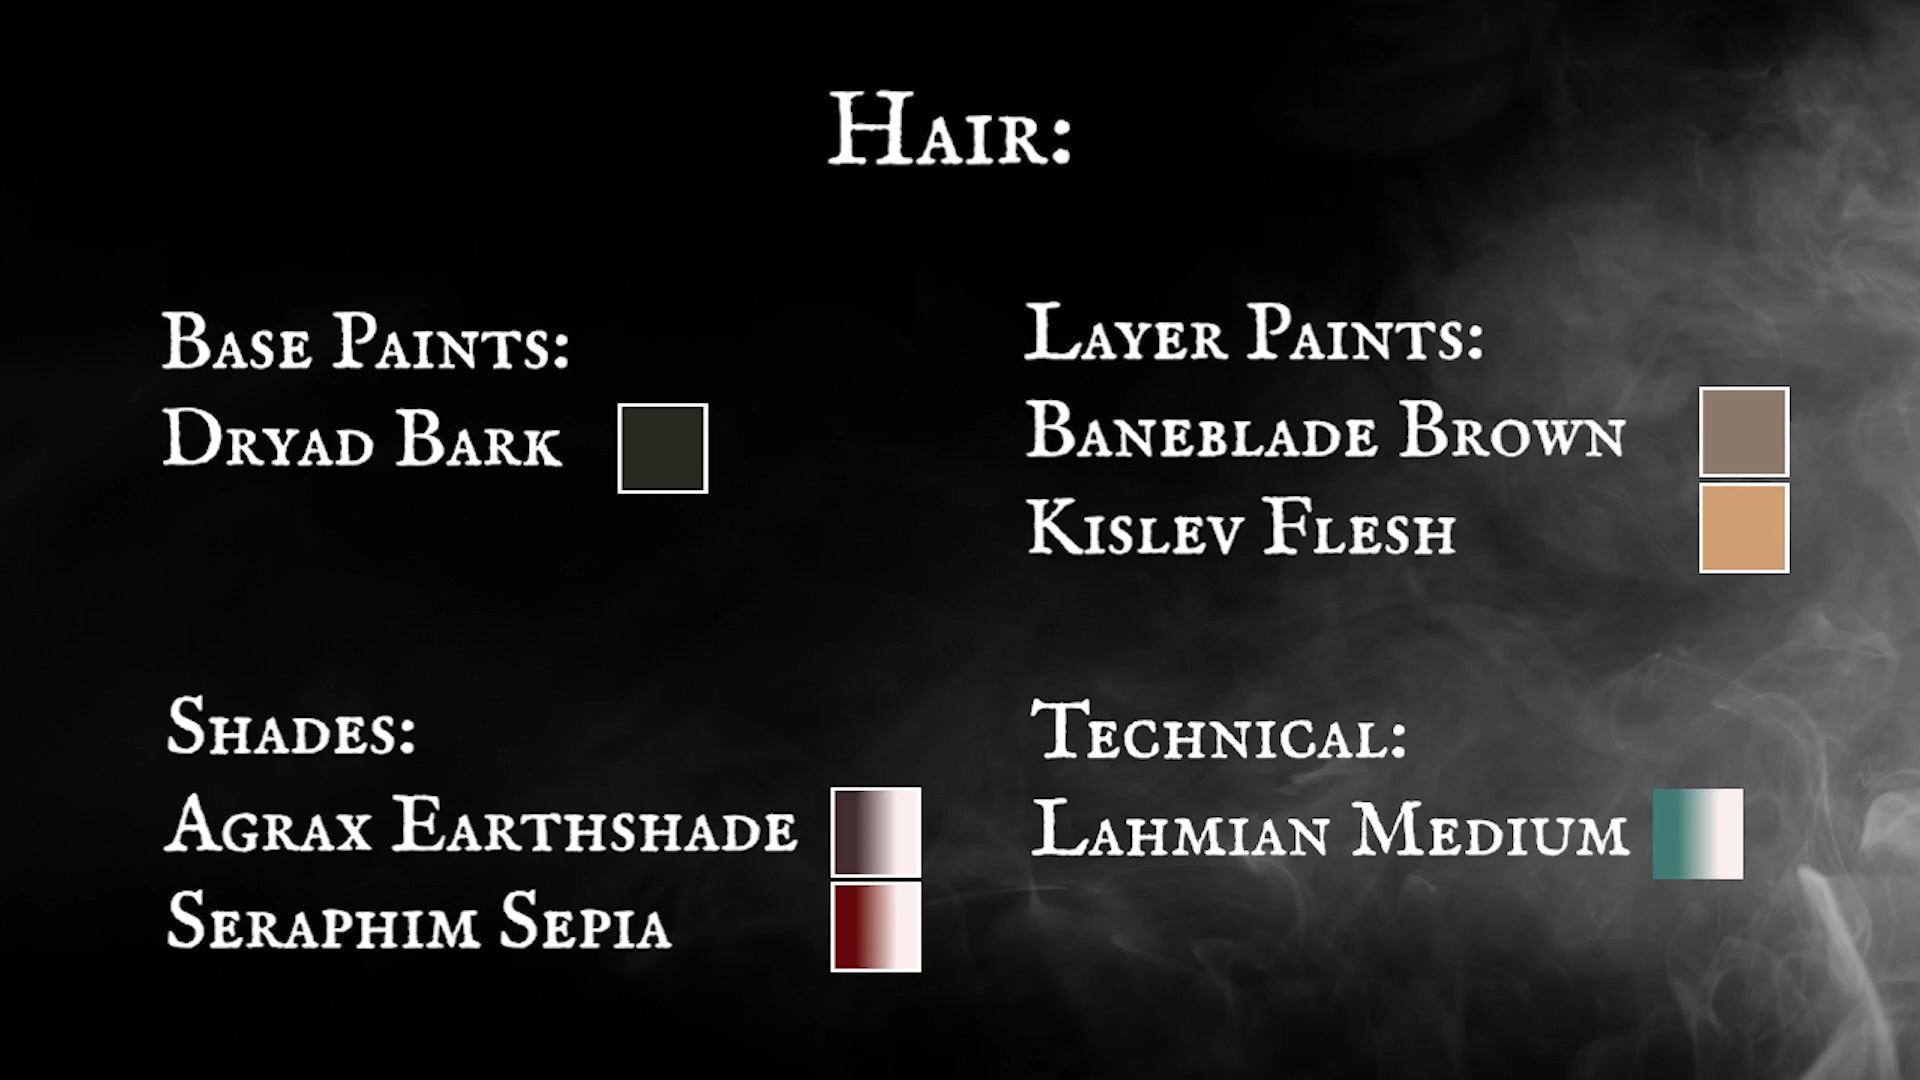 Hair:
Base Paints:
Dryad Bark
Layer Paints:
Baneblade Brown
Kislev Flesh
Shades:
Agrax Earthshade
Seraphim Sepia
Technical:
Lahmian Medium